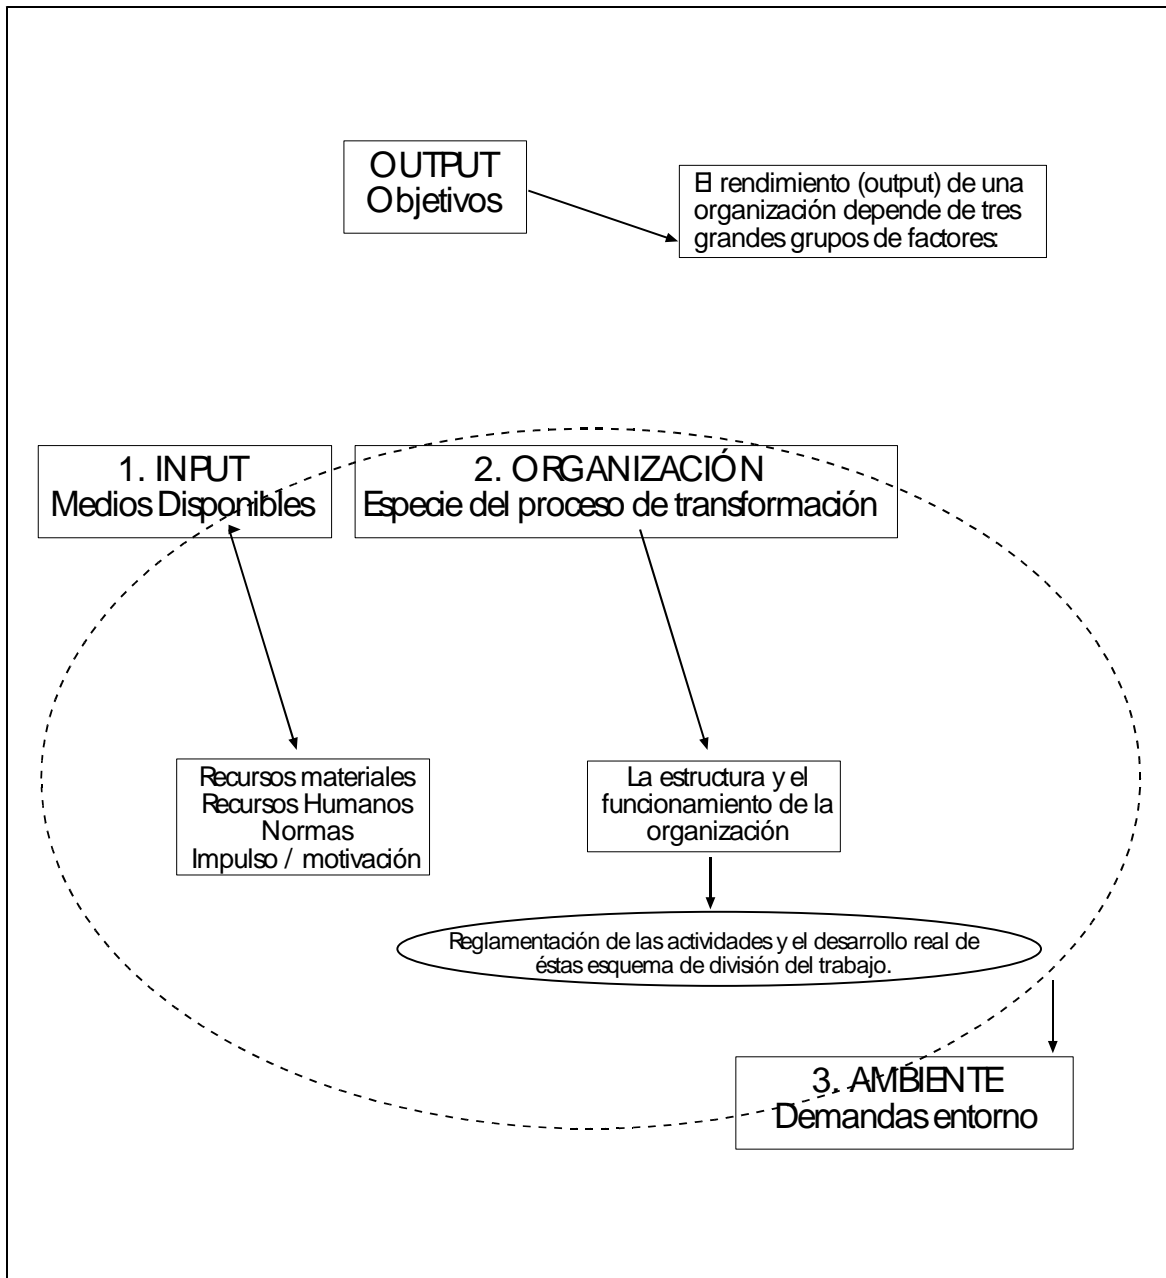 OUTPUT
Objetivos
El rendimiento (output) de una
organización depende de tres
grandes grupos de factores:
1. INPUT
Medios Disponibles
2. ORGANIZACIÓN
Especie del proceso de transformación
Recursos materiales
Recursos Humanos
Normas
Impulso / motivación
La estructura y el
funcionamiento de la
organización
Reglamentación de las actividades y el desarrollo real de
éstas esquema de división del trabajo.
3. AMBIENTE
Demandas entorno